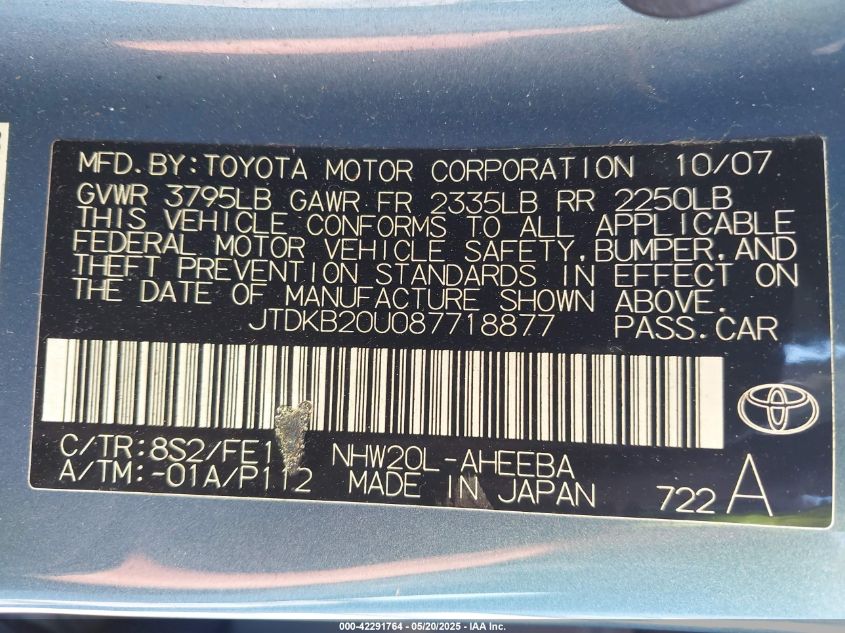 MFD.BY:TOYOTA MOTOR CORPORATION 10/07
GVWR 3795LB GAWR FR 2335LB RR 2250LB
THIS VEHICLE CONFORMS TO ALL APPLICABLE
FEDERAL MOTOR VEHICLE SAFETY,BUMPER,AND
THEFT PREVENTION STANDARDS IN EFFECT ON
THE DATE OF MANUFACTURE SHOWN ABOVE.
JTDKB20U087718877 PASS.CAR
C/TR:8S2/FE1 NHW20L-AHEEBA
A/TM:-01A/P112 MADE IN JAPAN 722 A
000-42291764 - 05/20/2025 - IAA Inc.